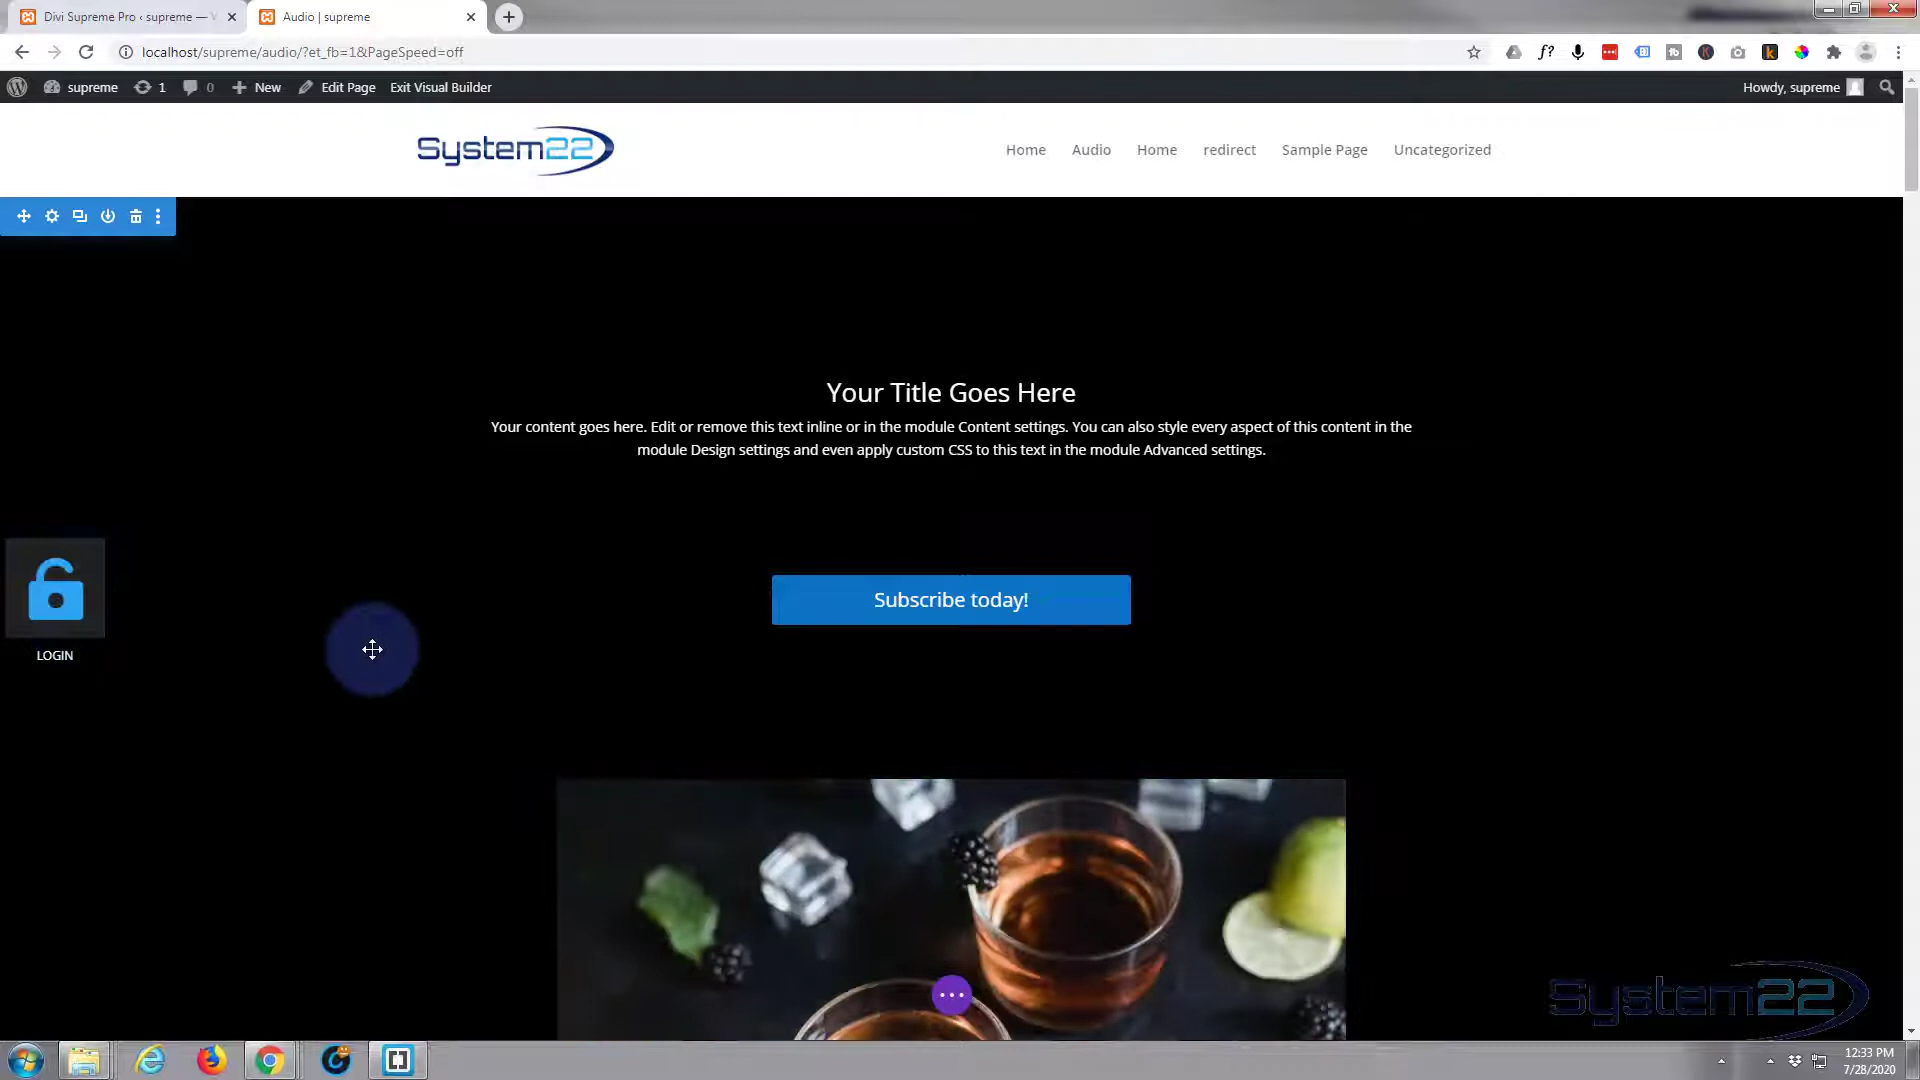 Divi Supreme Pro ‹ supreme —
Audio | supreme
localhost/supreme/audio/?et_fb=1&PageSpeed=off
supreme
1
0
New
Edit Page
Exit Visual Builder
Howdy, supreme
System22
Home
Audio
Home
redirect
Sample Page
Uncategorized
Your Title Goes Here
Your content goes here. Edit or remove this text inline or in the module Content settings. You can also style every aspect of this content in the
module Design settings and even apply custom CSS to this text in the module Advanced settings.
Subscribe today!
LOGIN
System22
12:33 PM
7/28/2020